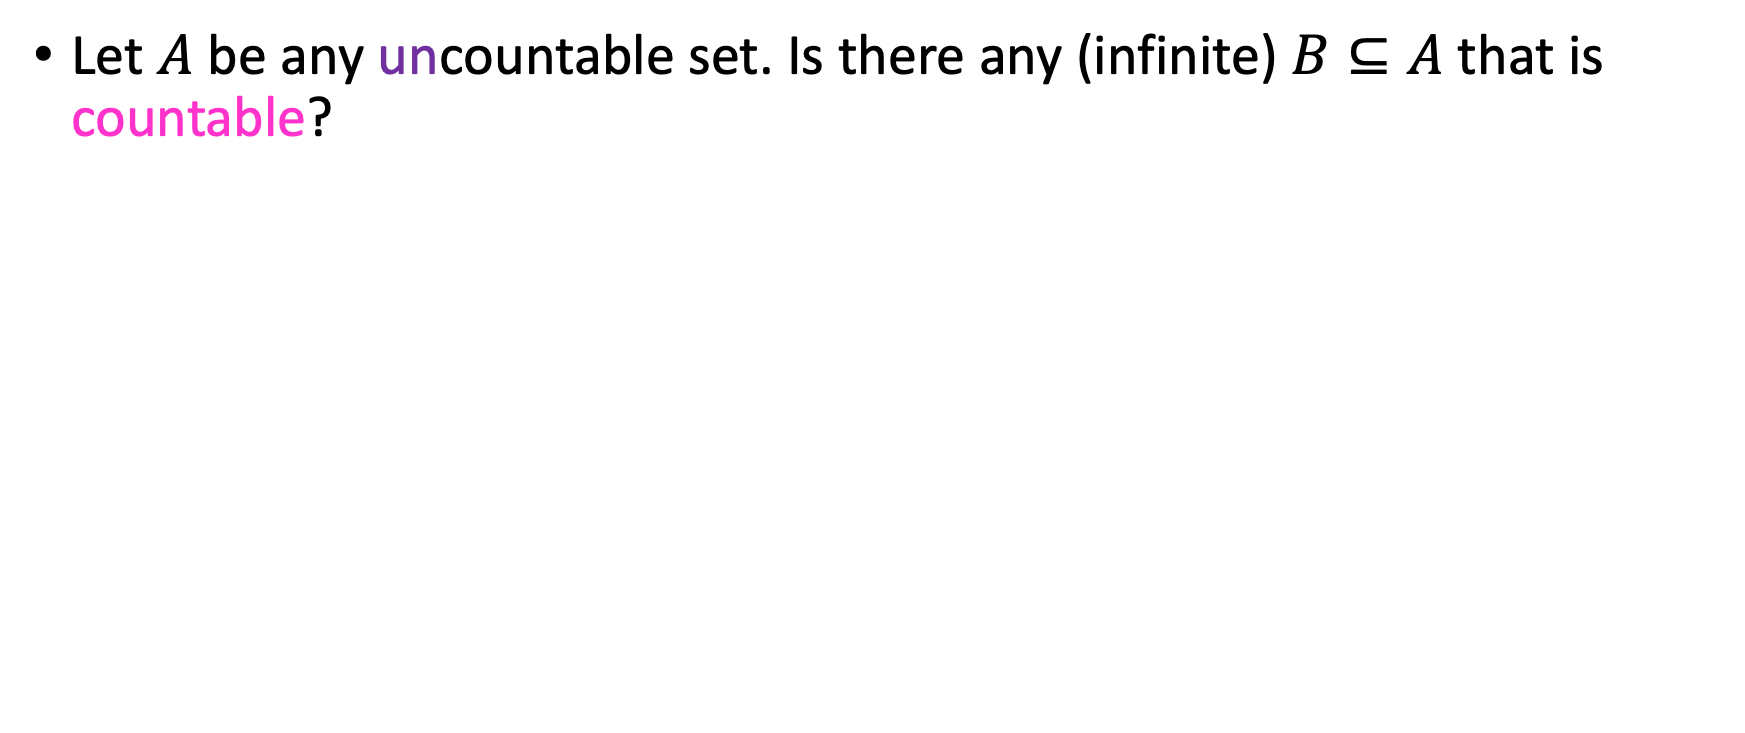 • Let 𝐴 be any uncountable set. Is there any (infinite) 𝐵 ⊆ 𝐴 that is
countable?